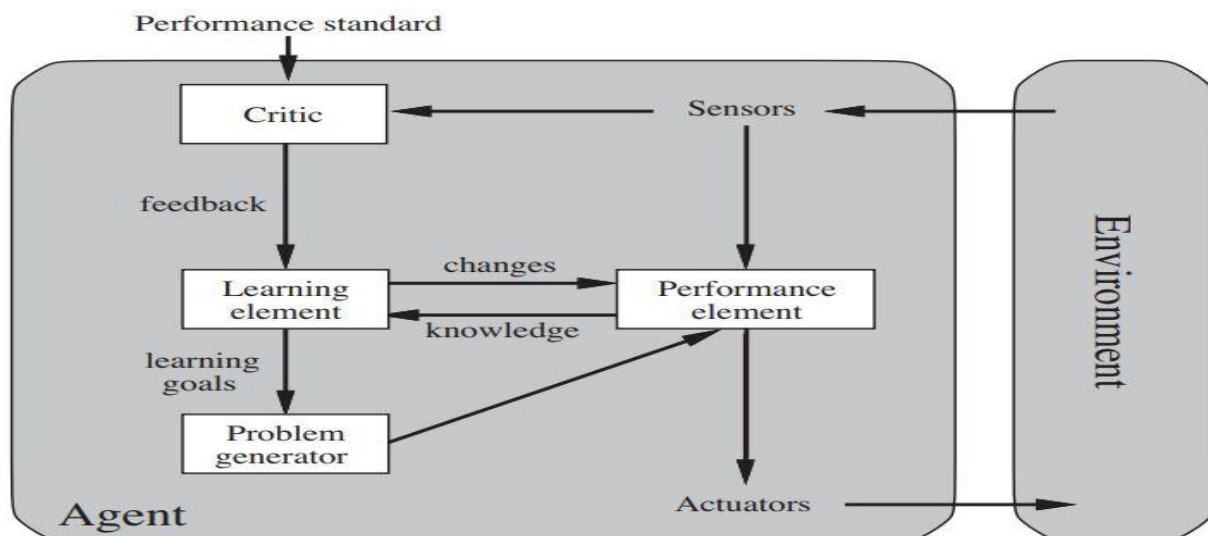 Performance standard
Critic
Sensors
feedback
changes
Learning
element
Performance
element
knowledge
learning
goals
Problem
generator
Agent
Actuators
Environment